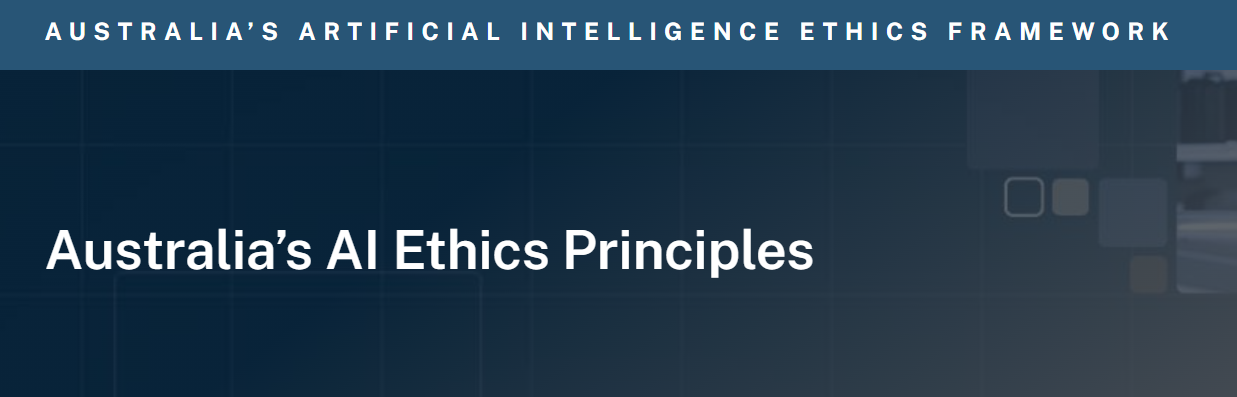 AUSTRALIA’S ARTIFICIAL INTELLIGENCE ETHICS FRAMEWORK
Australia’s AI Ethics Principles